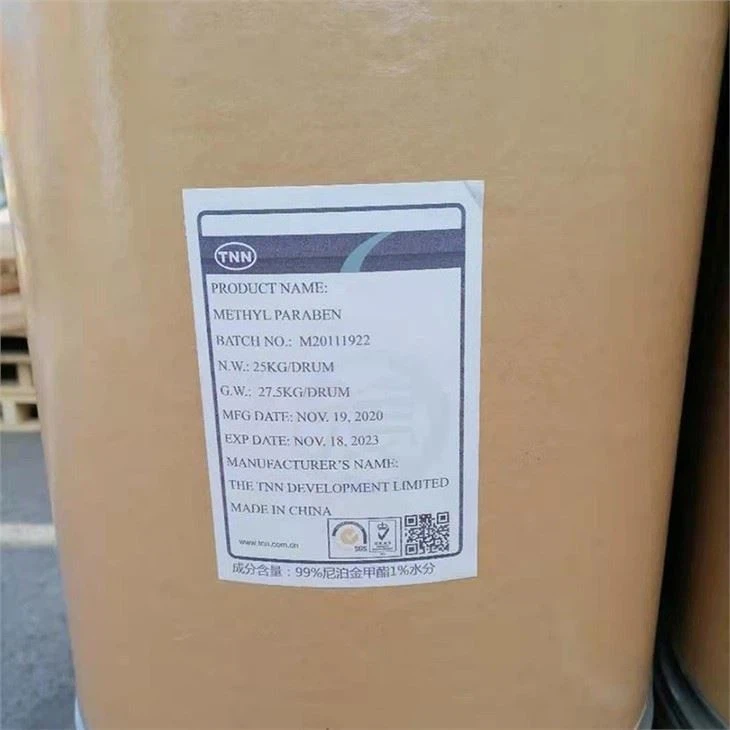 TNN
PRODUCT NAME:
METHYL PARABEN
BATCH NO.: M20111922
N.W.: 25KG/DRUM
G.W.: 27.5KG/DRUM
MFG DATE: NOV. 19, 2020
EXP DATE: NOV. 18, 2023
MANUFACTURER'S NAME:
THE TNN DEVELOPMENT LIMITED
MADE IN CHINA
www.tnn.com.cn
SGS
成分含量：99%尼泊金甲酯1%水分